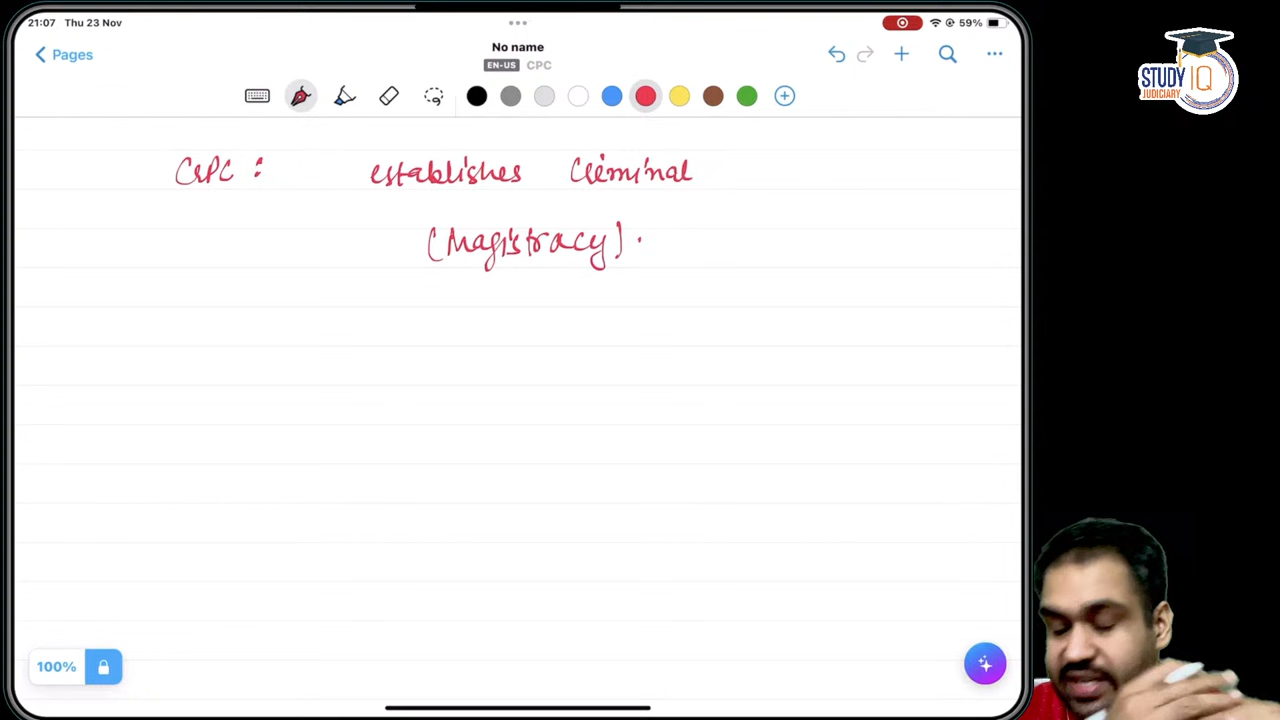 21:07 Thu 23 Nov
59%
Pages
No name
EN-US CPC
CrPC : establishes Criminal
(Magistracy).
100%
STUDY IQ
JUDICIARY